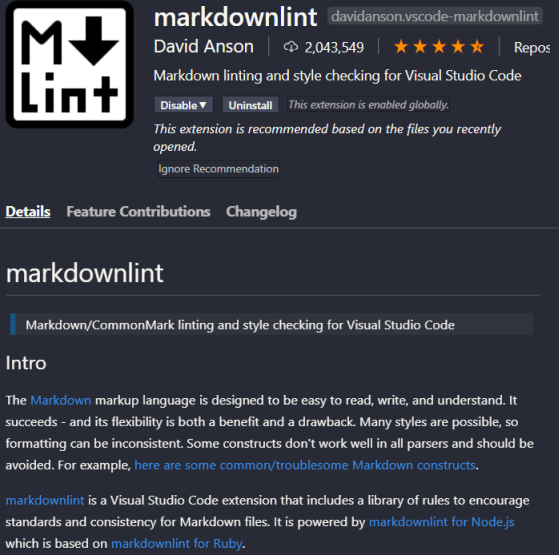 M
Lint
markdownlint davidanson.vscode-markdownlint
David Anson | 2,043,549 | Repos
Markdown linting and style checking for Visual Studio Code
Disable Uninstall This extension is enabled globally.
This extension is recommended based on the files you recently
opened.
Ignore Recommendation
Details Feature Contributions Changelog
markdownlint
Markdown/CommonMark linting and style checking for Visual Studio Code
Intro
The Markdown markup language is designed to be easy to read, write, and understand. It
succeeds - and its flexibility is both a benefit and a drawback. Many styles are possible, so
formatting can be inconsistent. Some constructs don't work well in all parsers and should be
avoided. For example, here are some common/troublesome Markdown constructs.
markdownlint is a Visual Studio Code extension that includes a library of rules to encourage
standards and consistency for Markdown files. It is powered by markdownlint for Node.js
which is based on markdownlint for Ruby.